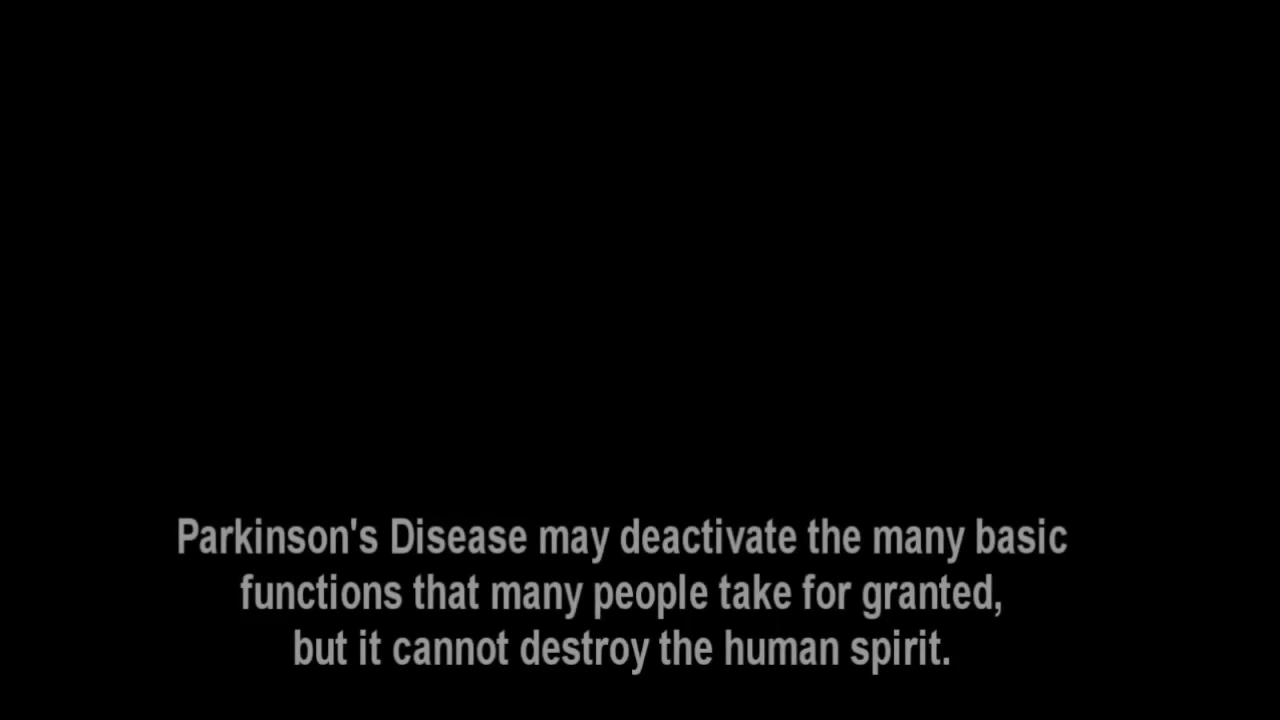 Parkinson's Disease may deactivate the many basic
functions that many people take for granted,
but it cannot destroy the human spirit.